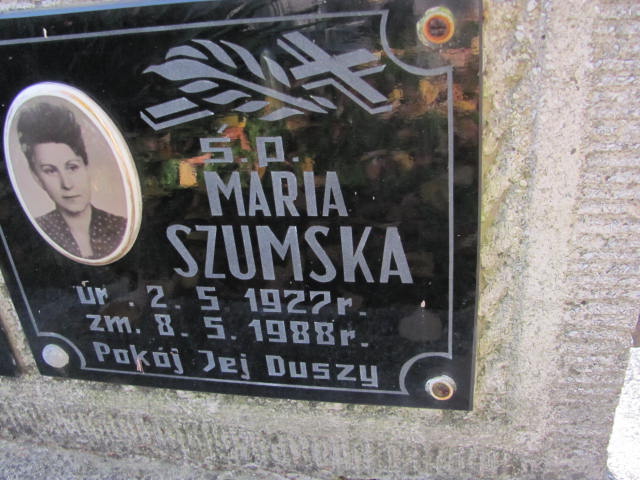 Ś.P.
MARIA
SZUMSKA
Ur. 2. 5. 1927r.
zm. 8. 5. 1988r.
Pokój Jej Duszy